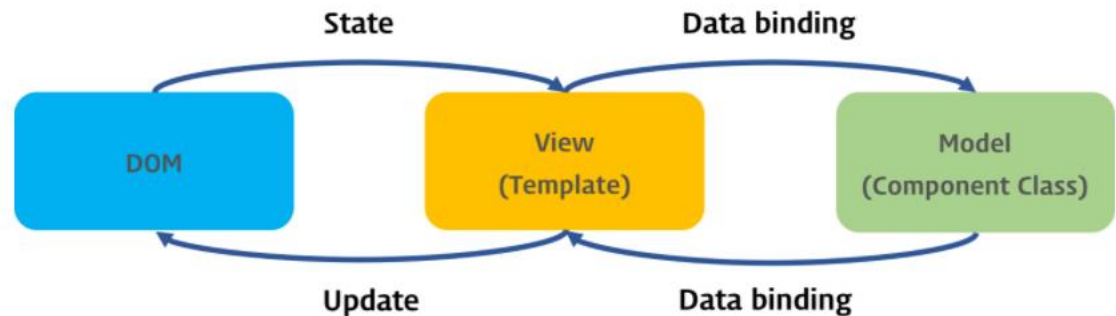 State
Data binding
DOM
View
(Template)
Model
(Component Class)
Update
Data binding